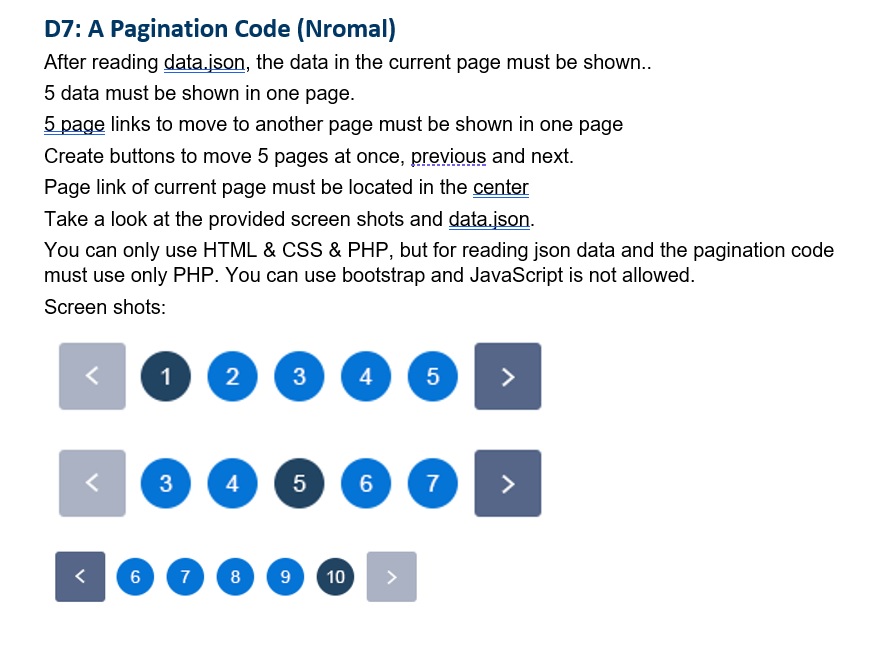 D7: A Pagination Code (Nromal)
After reading data.json, the data in the current page must be shown..
5 data must be shown in one page.
5 page links to move to another page must be shown in one page
Create buttons to move 5 pages at once, previous and next.
Page link of current page must be located in the center
Take a look at the provided screen shots and data.json.
You can only use HTML & CSS & PHP, but for reading json data and the pagination code
must use only PHP. You can use bootstrap and JavaScript is not allowed.
Screen shots:
< 1 2 3 4 5 >
< 3 4 5 6 7 >
< 6 7 8 9 10 >